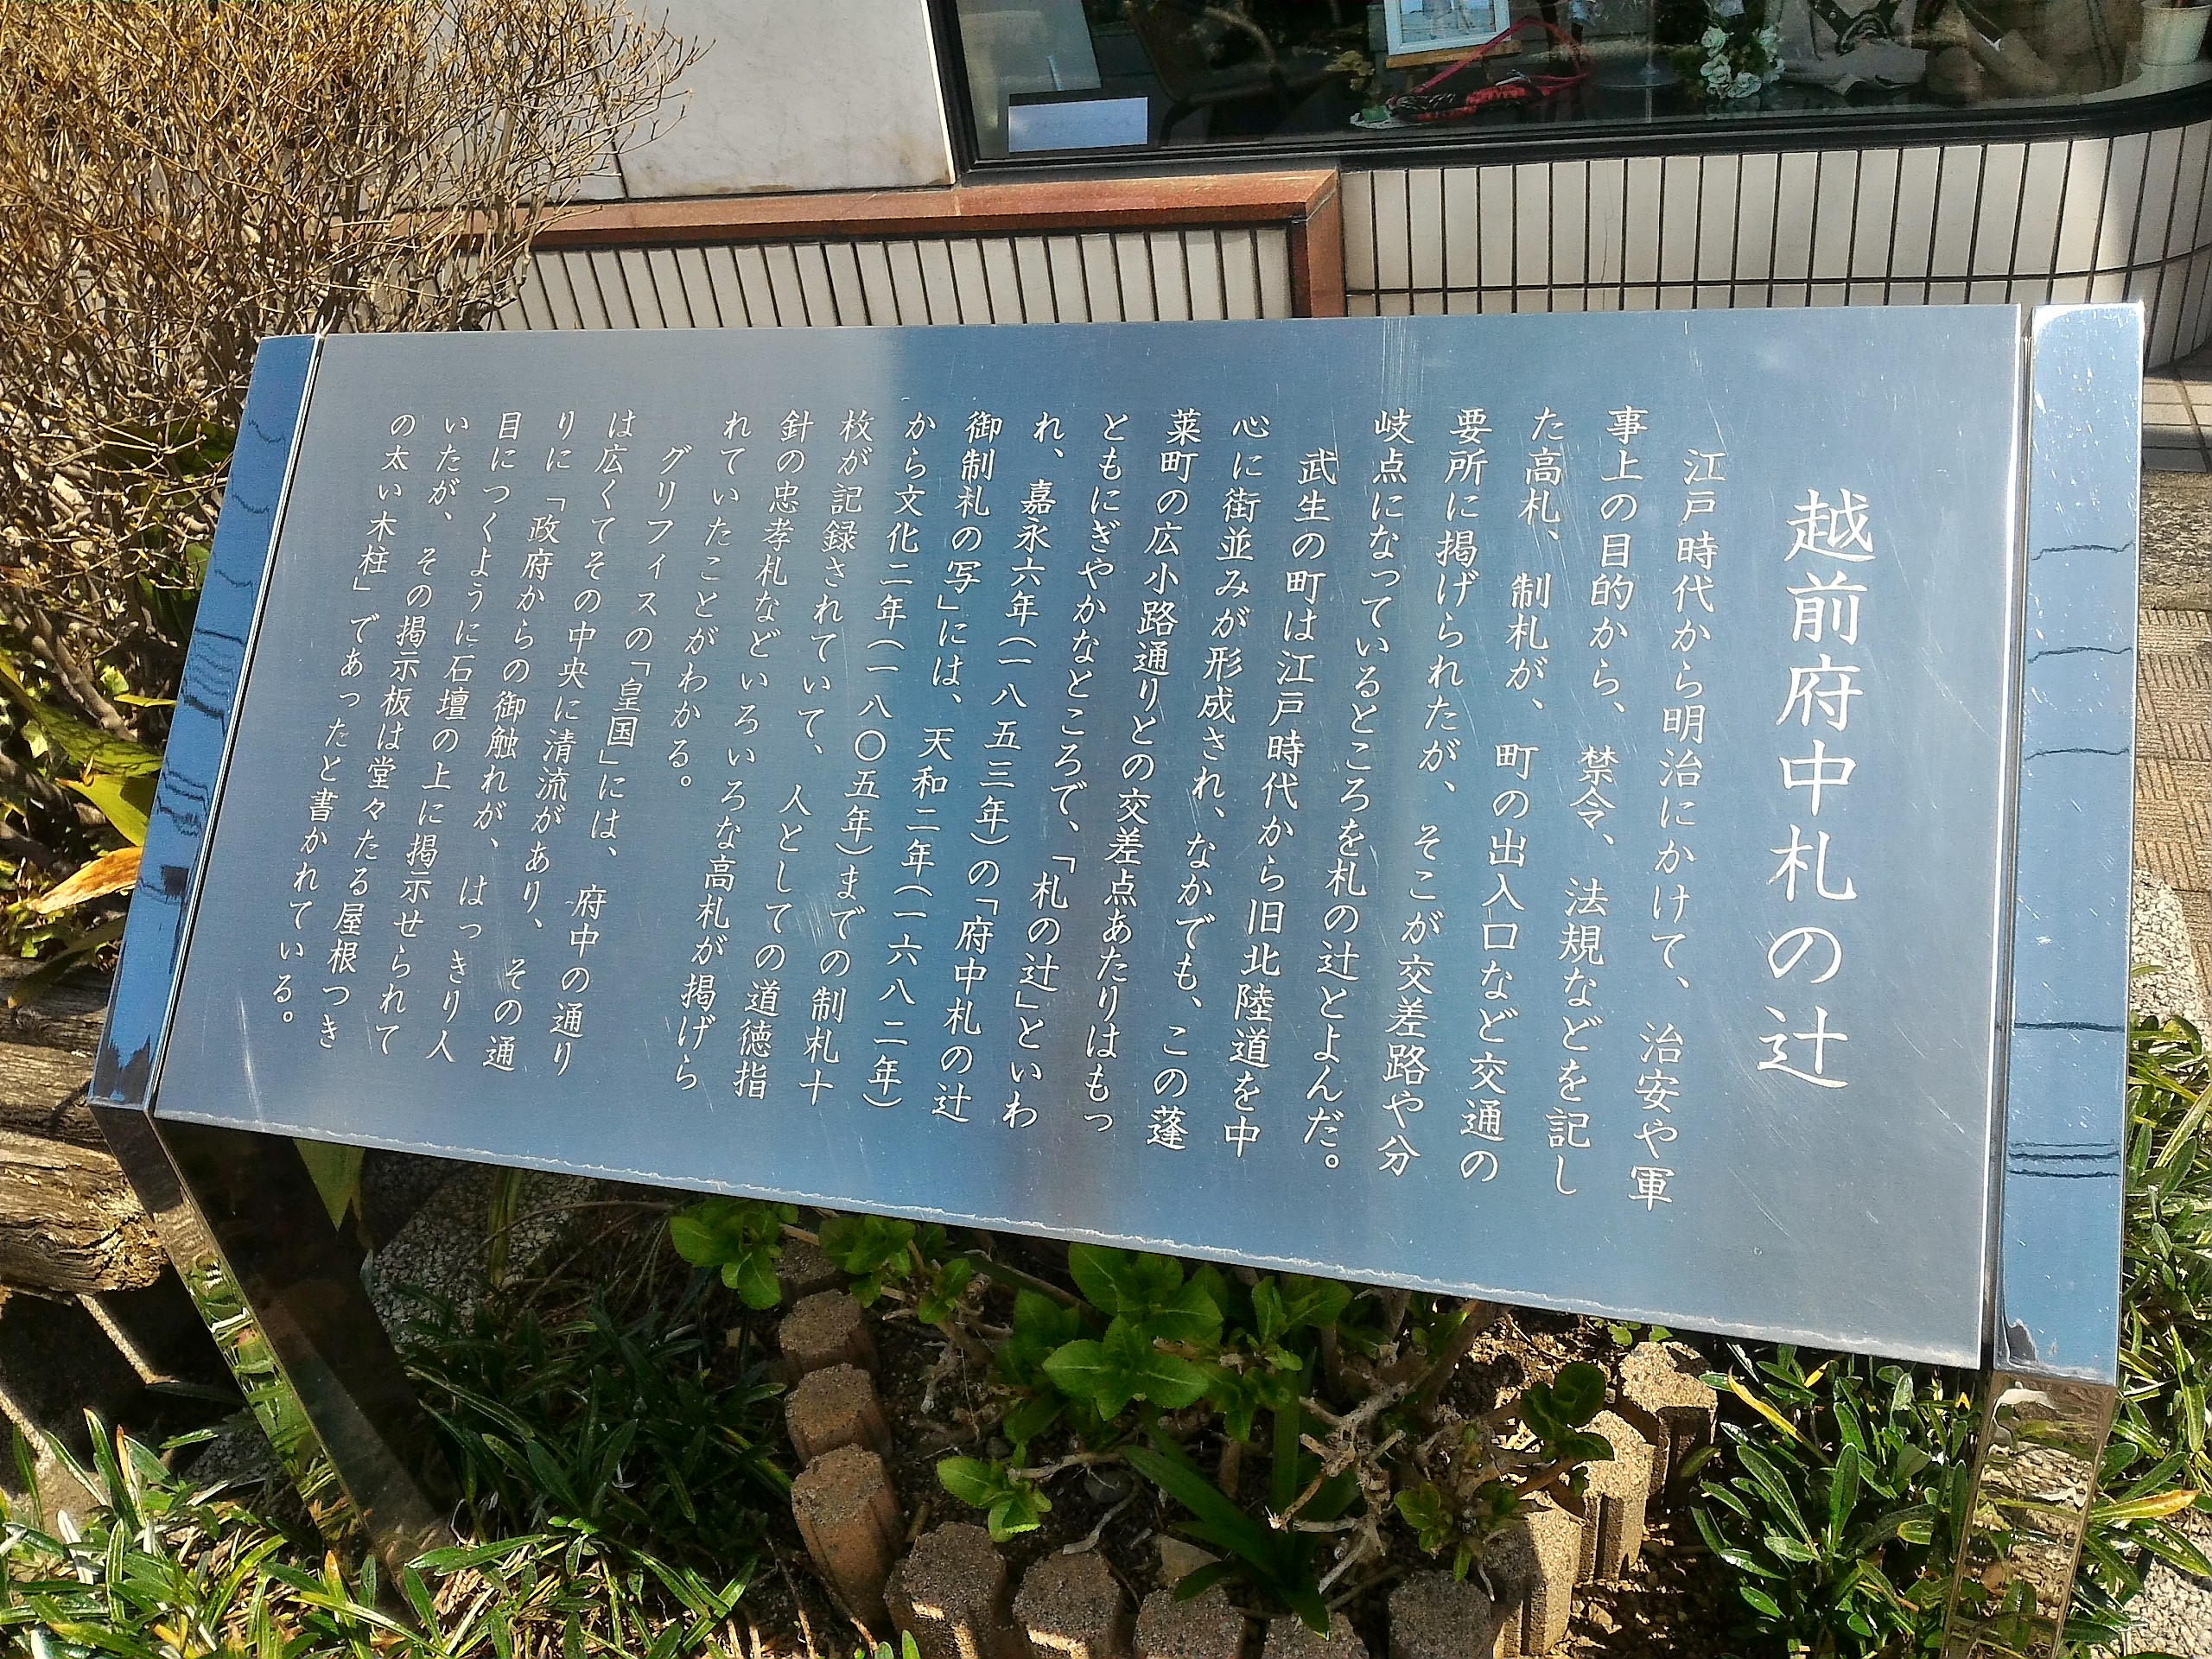 越前府中札の辻
江戸時代から明治にかけて、治安や軍
事上の目的から、禁令、法規などを記し
た高札、制札が、町の出入口など交通の
要所に掲げられたが、そこが交差路や分
岐点になっているところを札の辻とよんだ。
武生の町は江戸時代から旧北陸道を中
心に街並みが形成され、なかでも、この蓬
莱町の広小路通りとの交差点あたりはもっ
ともにぎやかなところで、「札の辻」といわ
れ、嘉永六年(一八五三年)の「府中札の辻
御制札の写」には、天和二年(一六八二年)
から文化二年(一八〇五年)までの制札十
枚が記録されていて、人としての道徳指
針の忠孝札などいろいろな高札が掲げら
れていたことがわかる。
グリフィスの「皇国」には、府中の通り
は広くてその中央に清流があり、その通
りに「政府からの御触れが、はっきり人
目につくように石壇の上に掲示せられて
いたが、その掲示板は堂々たる屋根つき
の太い木柱」であったと書かれている。